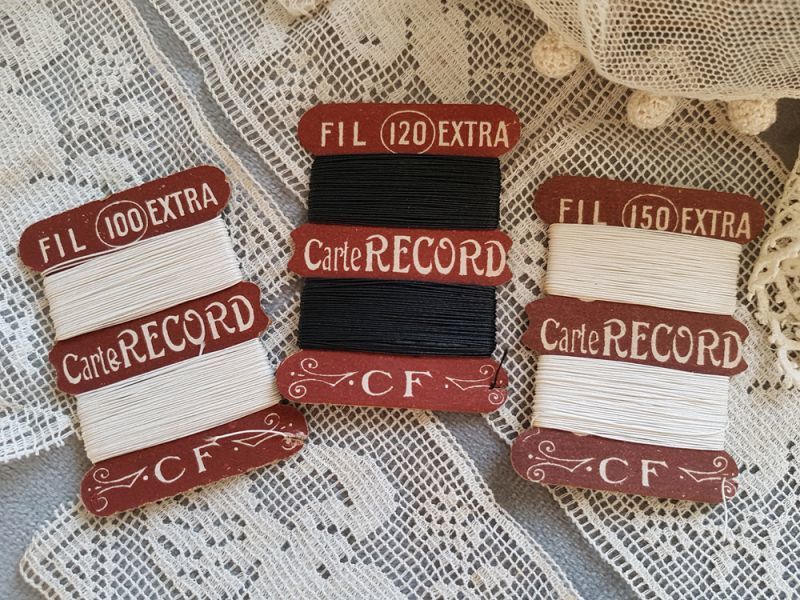 FIL 100 EXTRA
Carte RECORD
CF
FIL 120 EXTRA
Carte RECORD
CF
FIL 150 EXTRA
Carte RECORD
CF